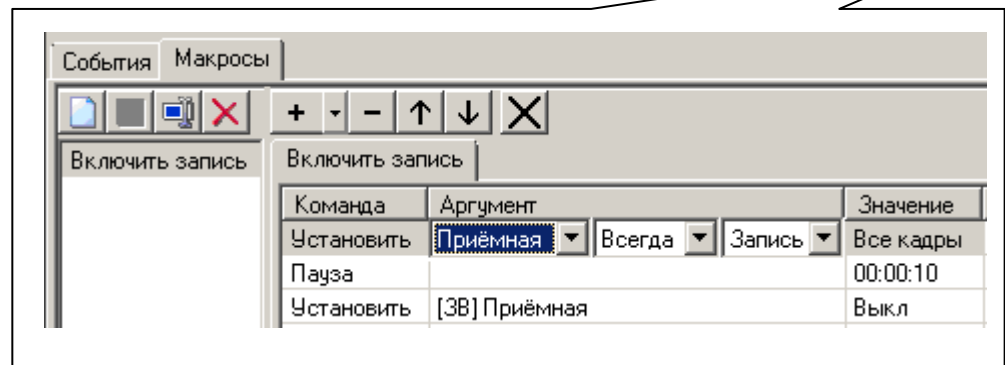 События Макросы
Включить запись Включить запись
Команда Аргумент Значение
Установить Приёмная Всегда Запись Все кадры
Пауза 00:00:10
Установить [ЗВ] Приёмная Выкл